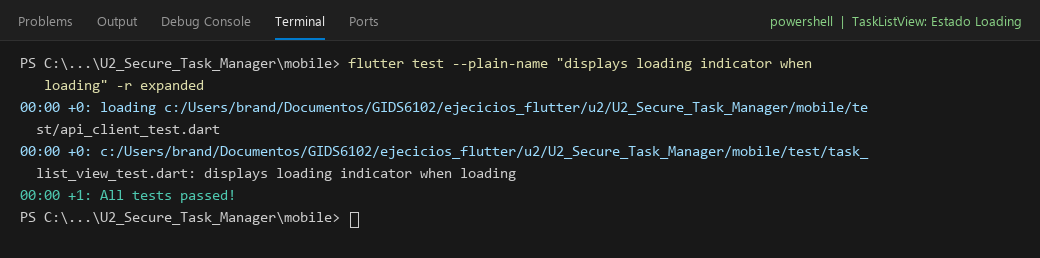 Problems Output Debug Console Terminal Ports powershell | TaskListView: Estado Loading
PS C:\...\U2_Secure_Task_Manager\mobile> flutter test --plain-name "displays loading indicator when
loading" -r expanded
00:00 +0: loading c:/Users/brand/Documentos/GIDS6102/ejecicios_flutter/u2/U2_Secure_Task_Manager/mobile/te
st/api_client_test.dart
00:00 +0: c:/Users/brand/Documentos/GIDS6102/ejecicios_flutter/u2/U2_Secure_Task_Manager/mobile/test/task_
list_view_test.dart: displays loading indicator when loading
00:00 +1: All tests passed!
PS C:\...\U2_Secure_Task_Manager\mobile>